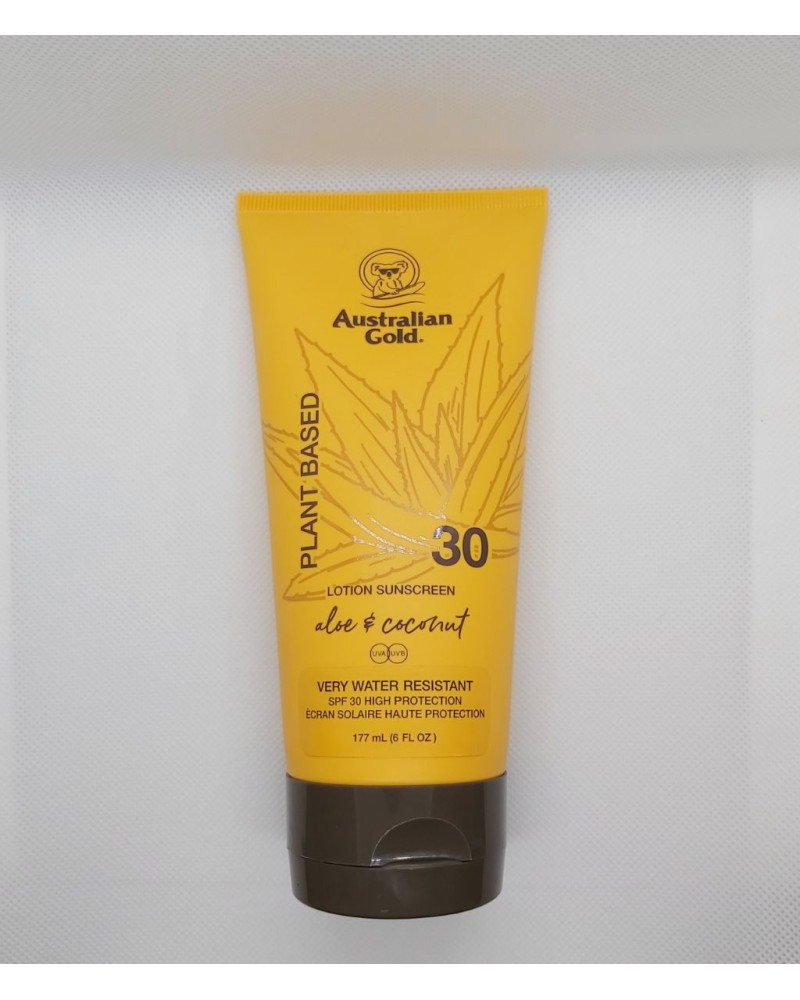 Australian
Gold®
PLANT BASED
30
LOTION SUNSCREEN
aloe & coconut
UVA UVB
VERY WATER RESISTANT
SPF 30 HIGH PROTECTION
ÉCRAN SOLAIRE HAUTE PROTECTION
177 mL (6 FL OZ)